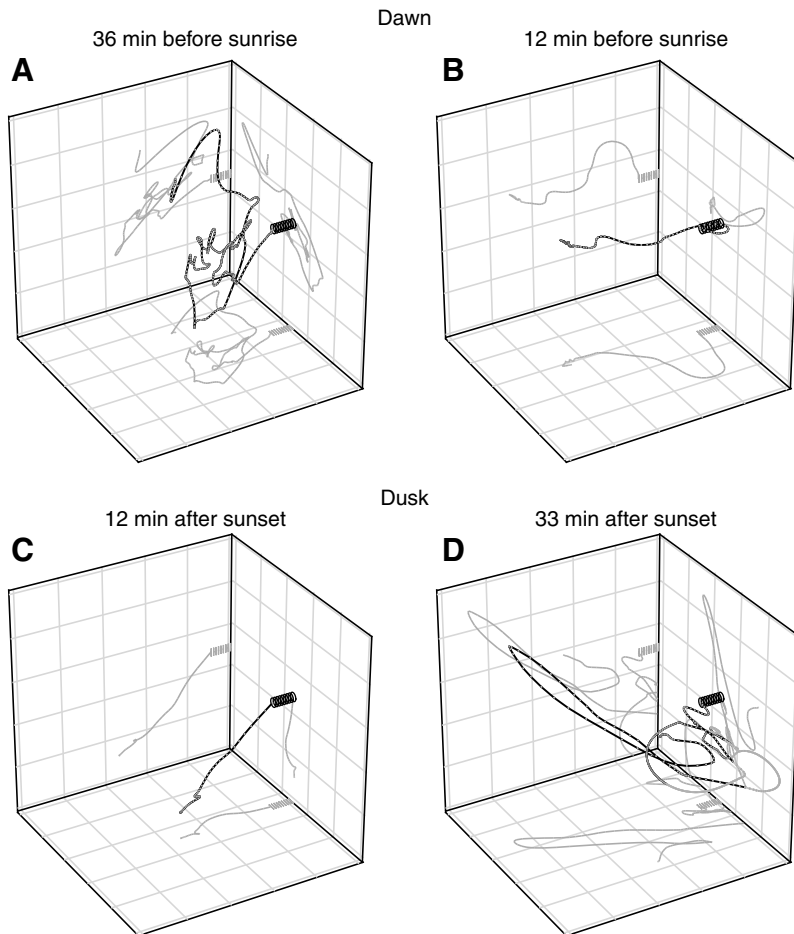 Dawn
36 min before sunrise
12 min before sunrise
A
B
Dusk
12 min after sunset
33 min after sunset
C
D